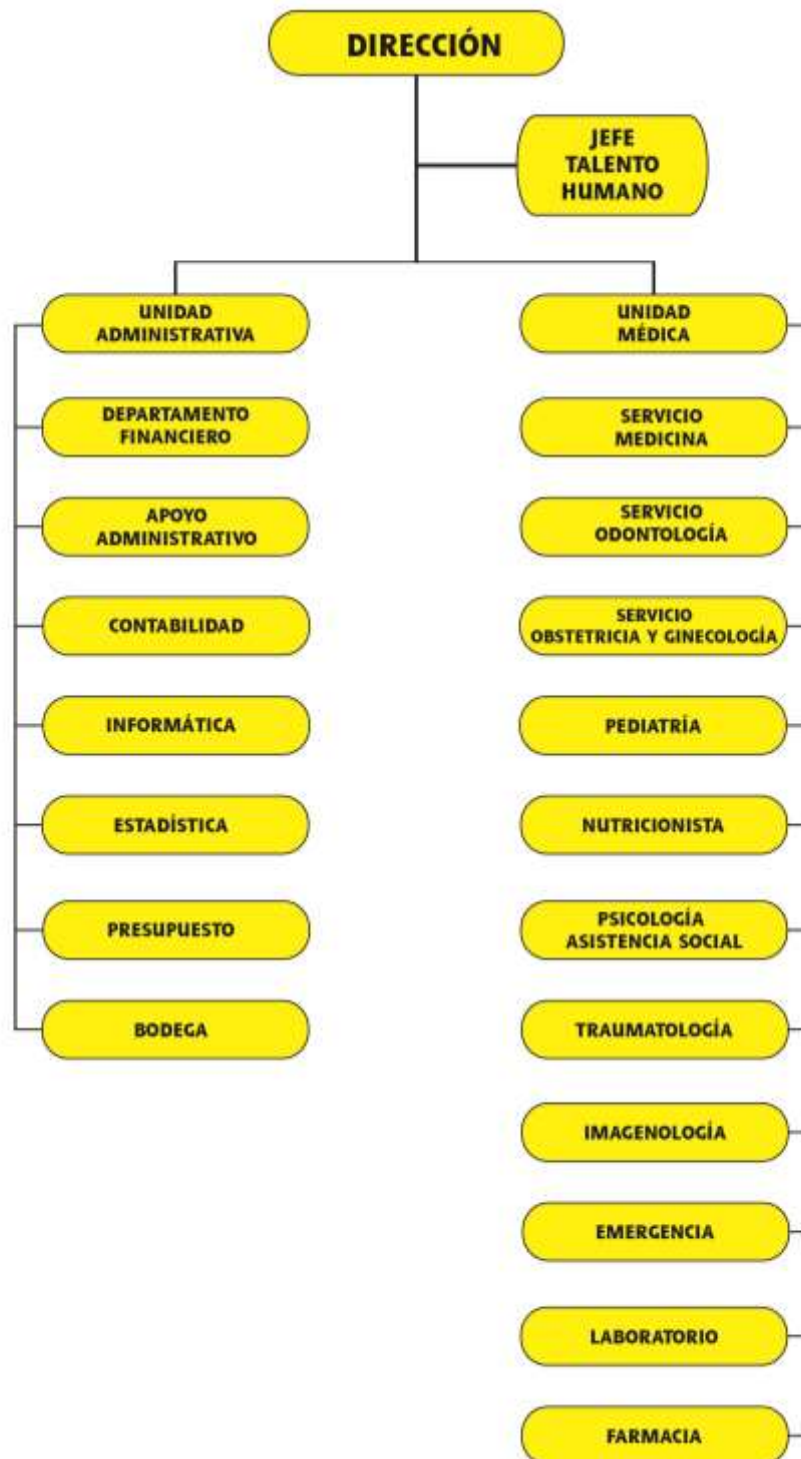 DIRECCIÓN
JEFE
TALENTO
HUMANO
UNIDAD
ADMINISTRATIVA
DEPARTAMENTO
FINANCIERO
APOYO
ADMINISTRATIVO
CONTABILIDAD
INFORMÁTICA
ESTADÍSTICA
PRESUPUESTO
BODEGA
UNIDAD
MÉDICA
SERVICIO
MEDICINA
SERVICIO
ODONTOLOGÍA
SERVICIO
OBSTETRICIA Y GINECOLOGÍA
PEDIATRÍA
NUTRICIONISTA
PSICOLOGÍA
ASISTENCIA SOCIAL
TRAUMATOLOGÍA
IMAGENOLOGÍA
EMERGENCIA
LABORATORIO
FARMACIA